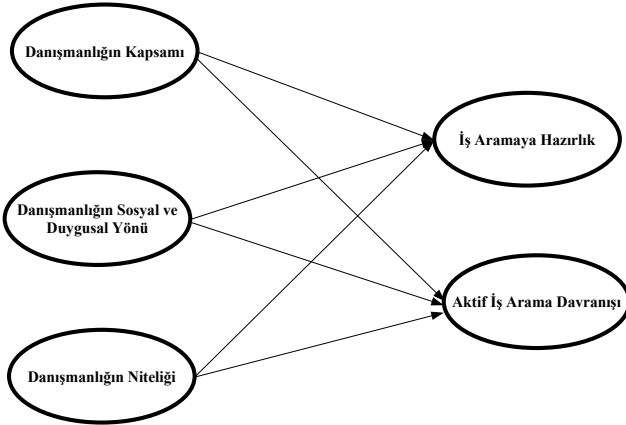 Danışmanlığın Kapsamı
İş Aramaya Hazırlık
Danışmanlığın Sosyal ve
Duygusal Yönü
Aktif İş Arama Davranışı
Danışmanlığın Niteliği